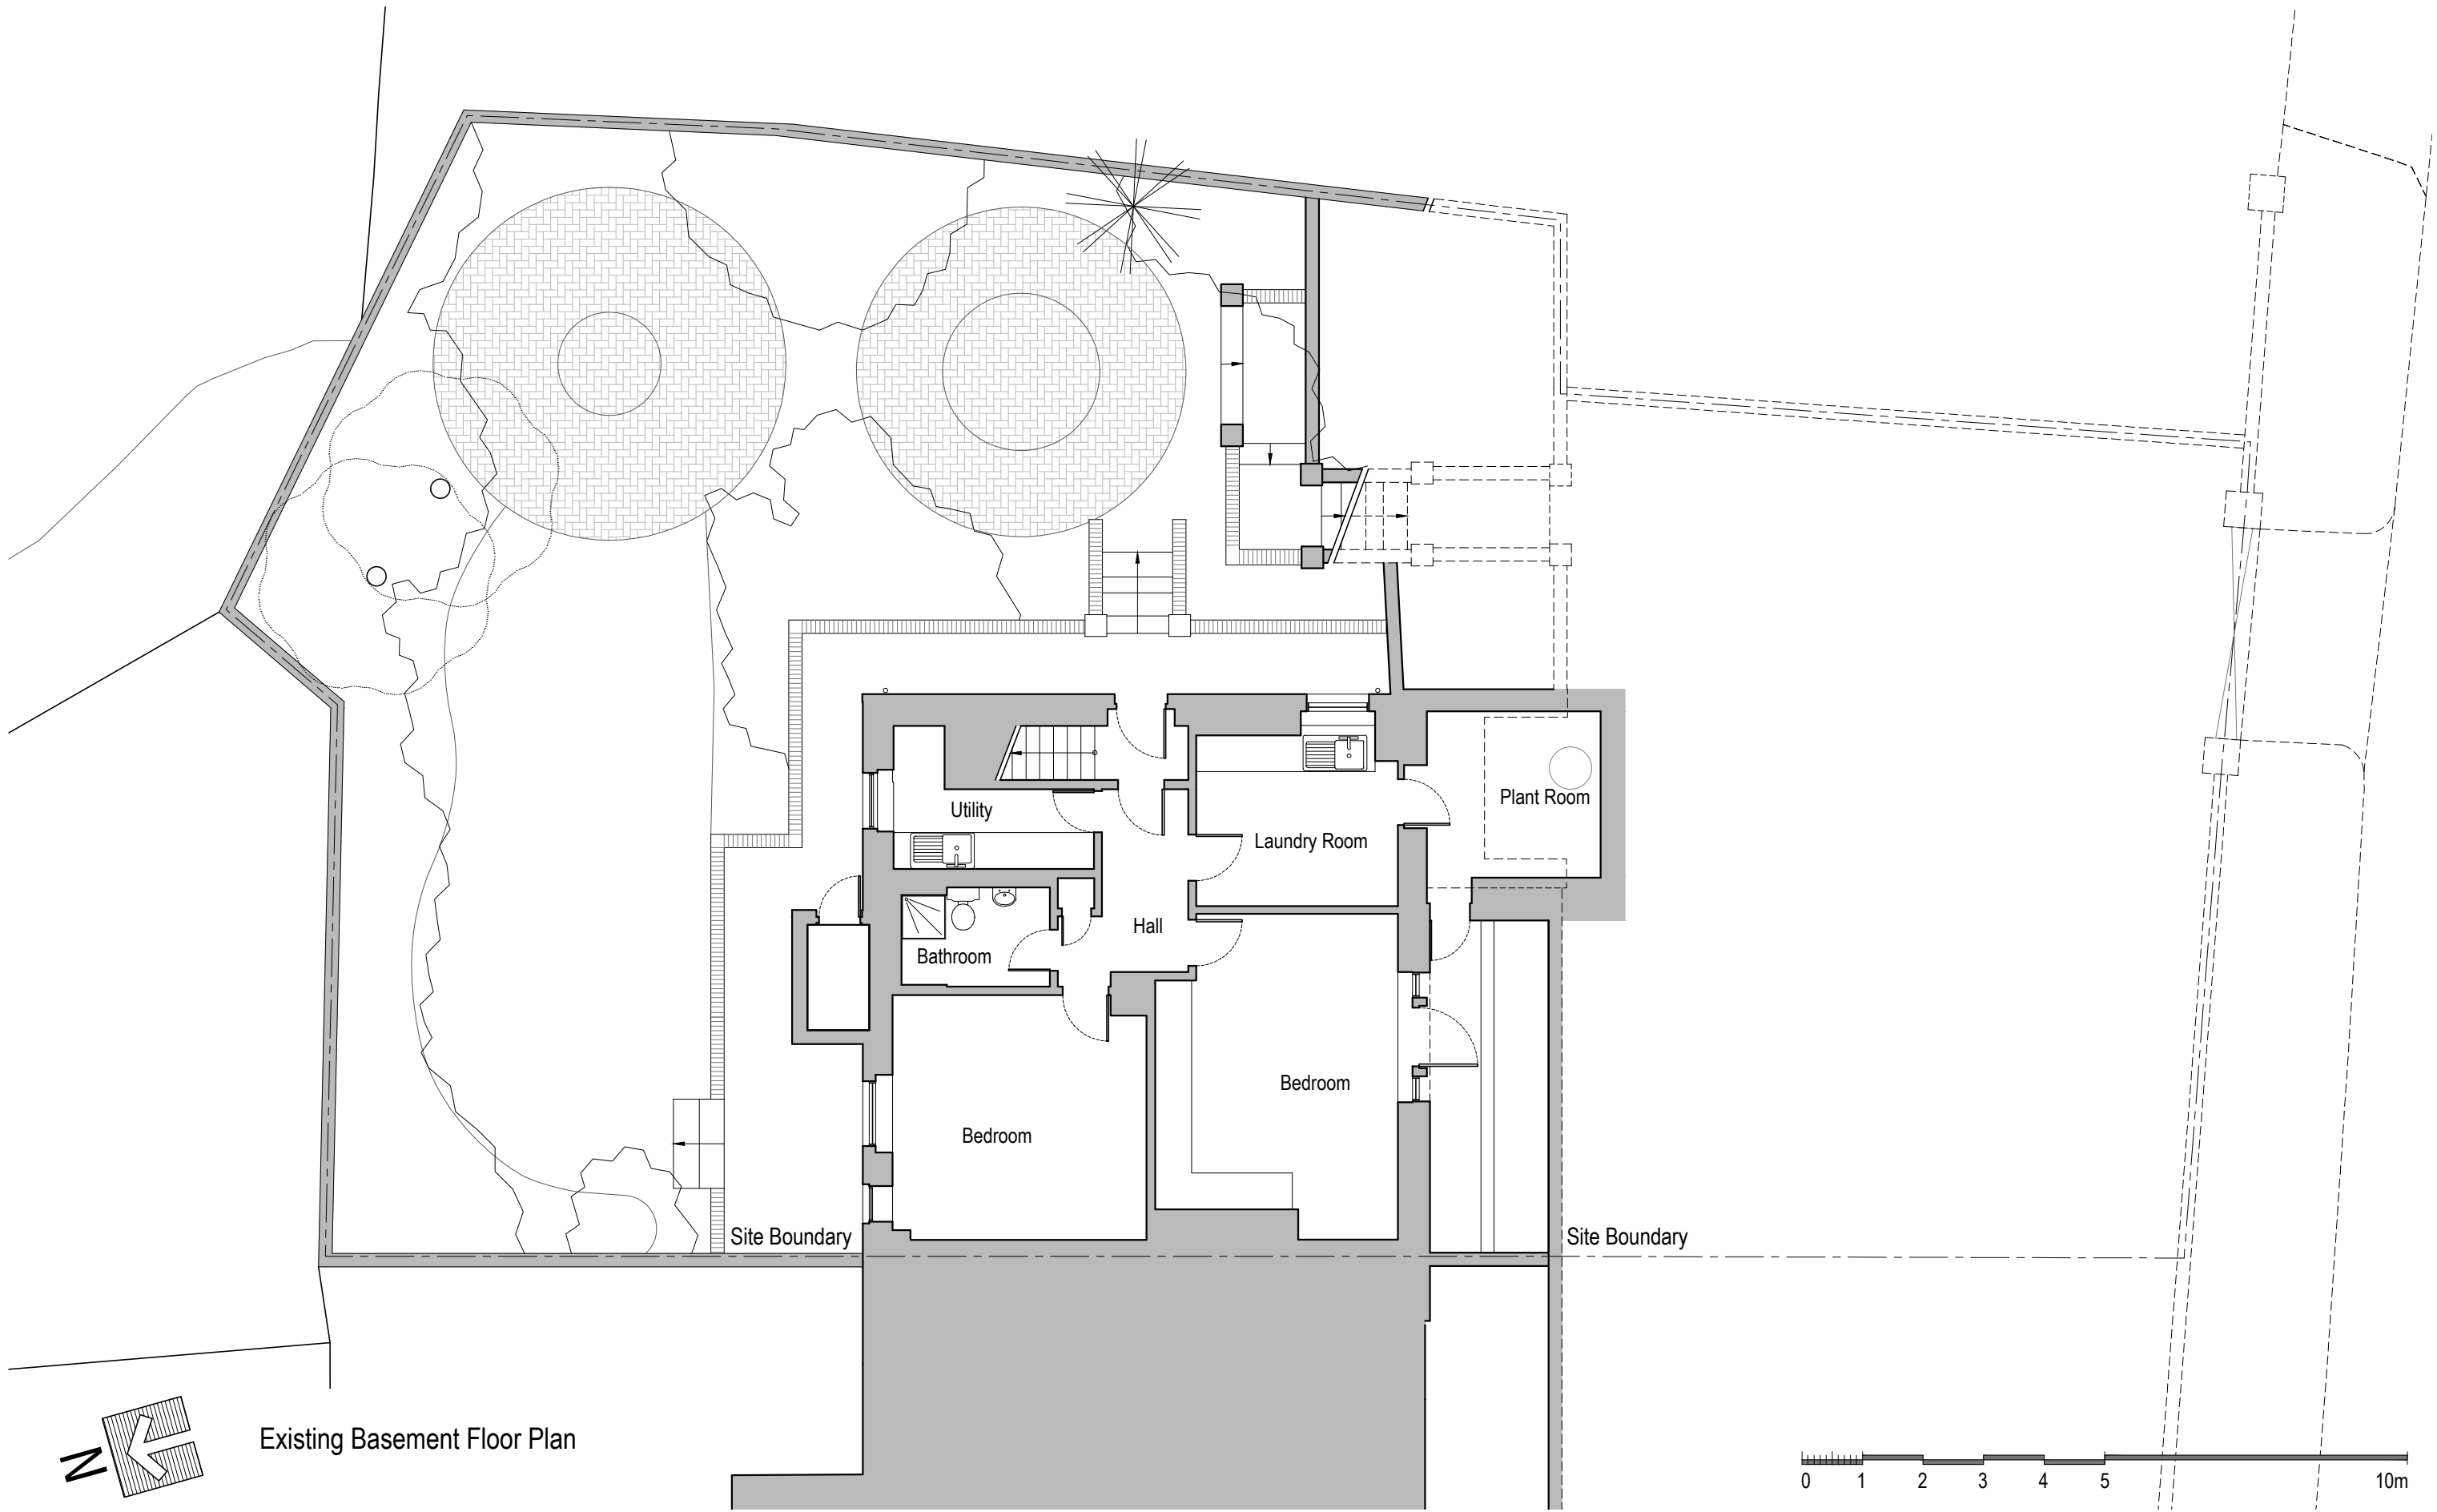 Utility
Plant Room
Laundry Room
Hall
Bathroom
Bedroom
Bedroom
Site Boundary
Site Boundary
N
Existing Basement Floor Plan
0 1 2 3 4 5 10m